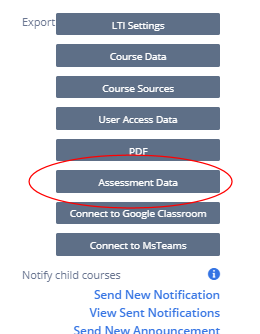 Export
LTI Settings
Course Data
Course Sources
User Access Data
PDF
Assessment Data
Connect to Google Classroom
Connect to MsTeams
Notify child courses
Send New Notification
View Sent Notifications
Send New Announcement